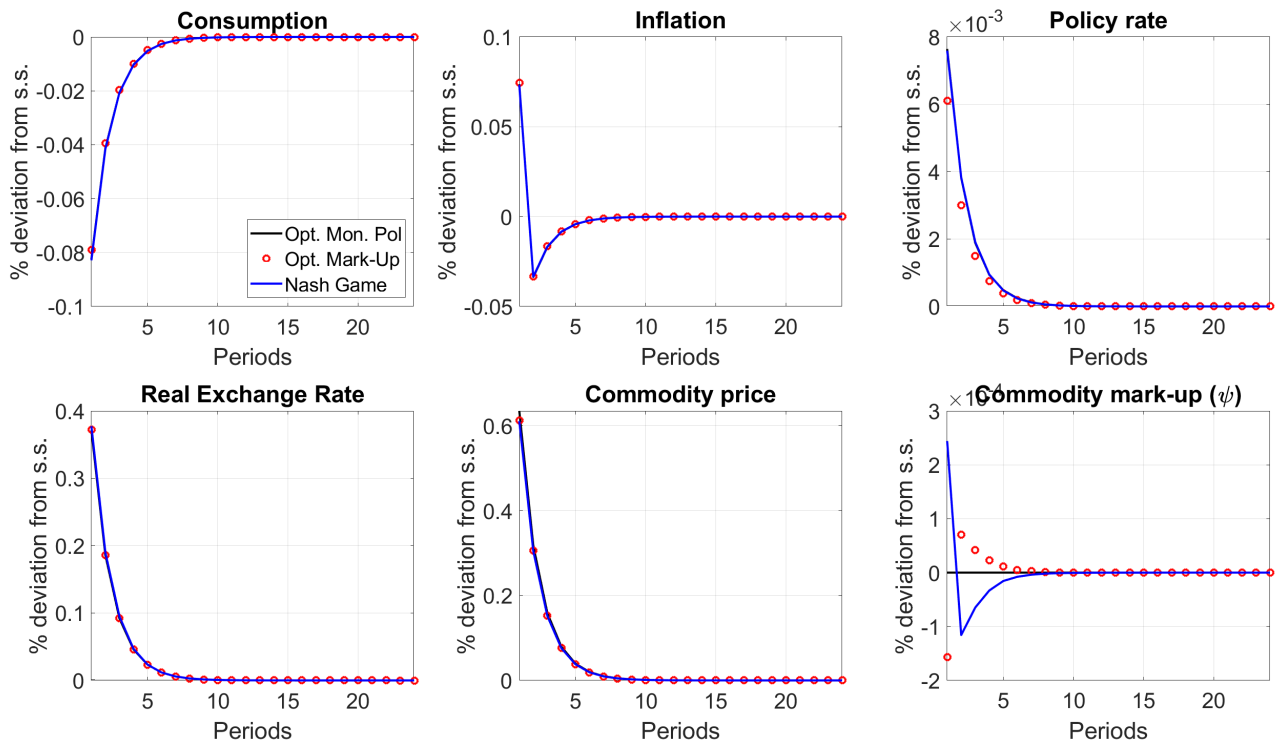 Consumption
0
-0.02
-0.04
-0.06
-0.08
-0.1
% deviation from s.s.
5
10
15
20
Periods
Opt. Mon. Pol
Opt. Mark-Up
Nash Game
Inflation
0.1
0.05
0
-0.05
% deviation from s.s.
5
10
15
20
Periods
Policy rate
×10⁻³
8
6
4
2
0
% deviation from s.s.
5
10
15
20
Periods
Real Exchange Rate
0.4
0.3
0.2
0.1
0
% deviation from s.s.
5
10
15
20
Periods
Commodity price
0.6
0.4
0.2
0
% deviation from s.s.
5
10
15
20
Periods
Commodity mark-up (ψ)
×10⁻⁴
3
2
1
0
-1
-2
% deviation from s.s.
5
10
15
20
Periods